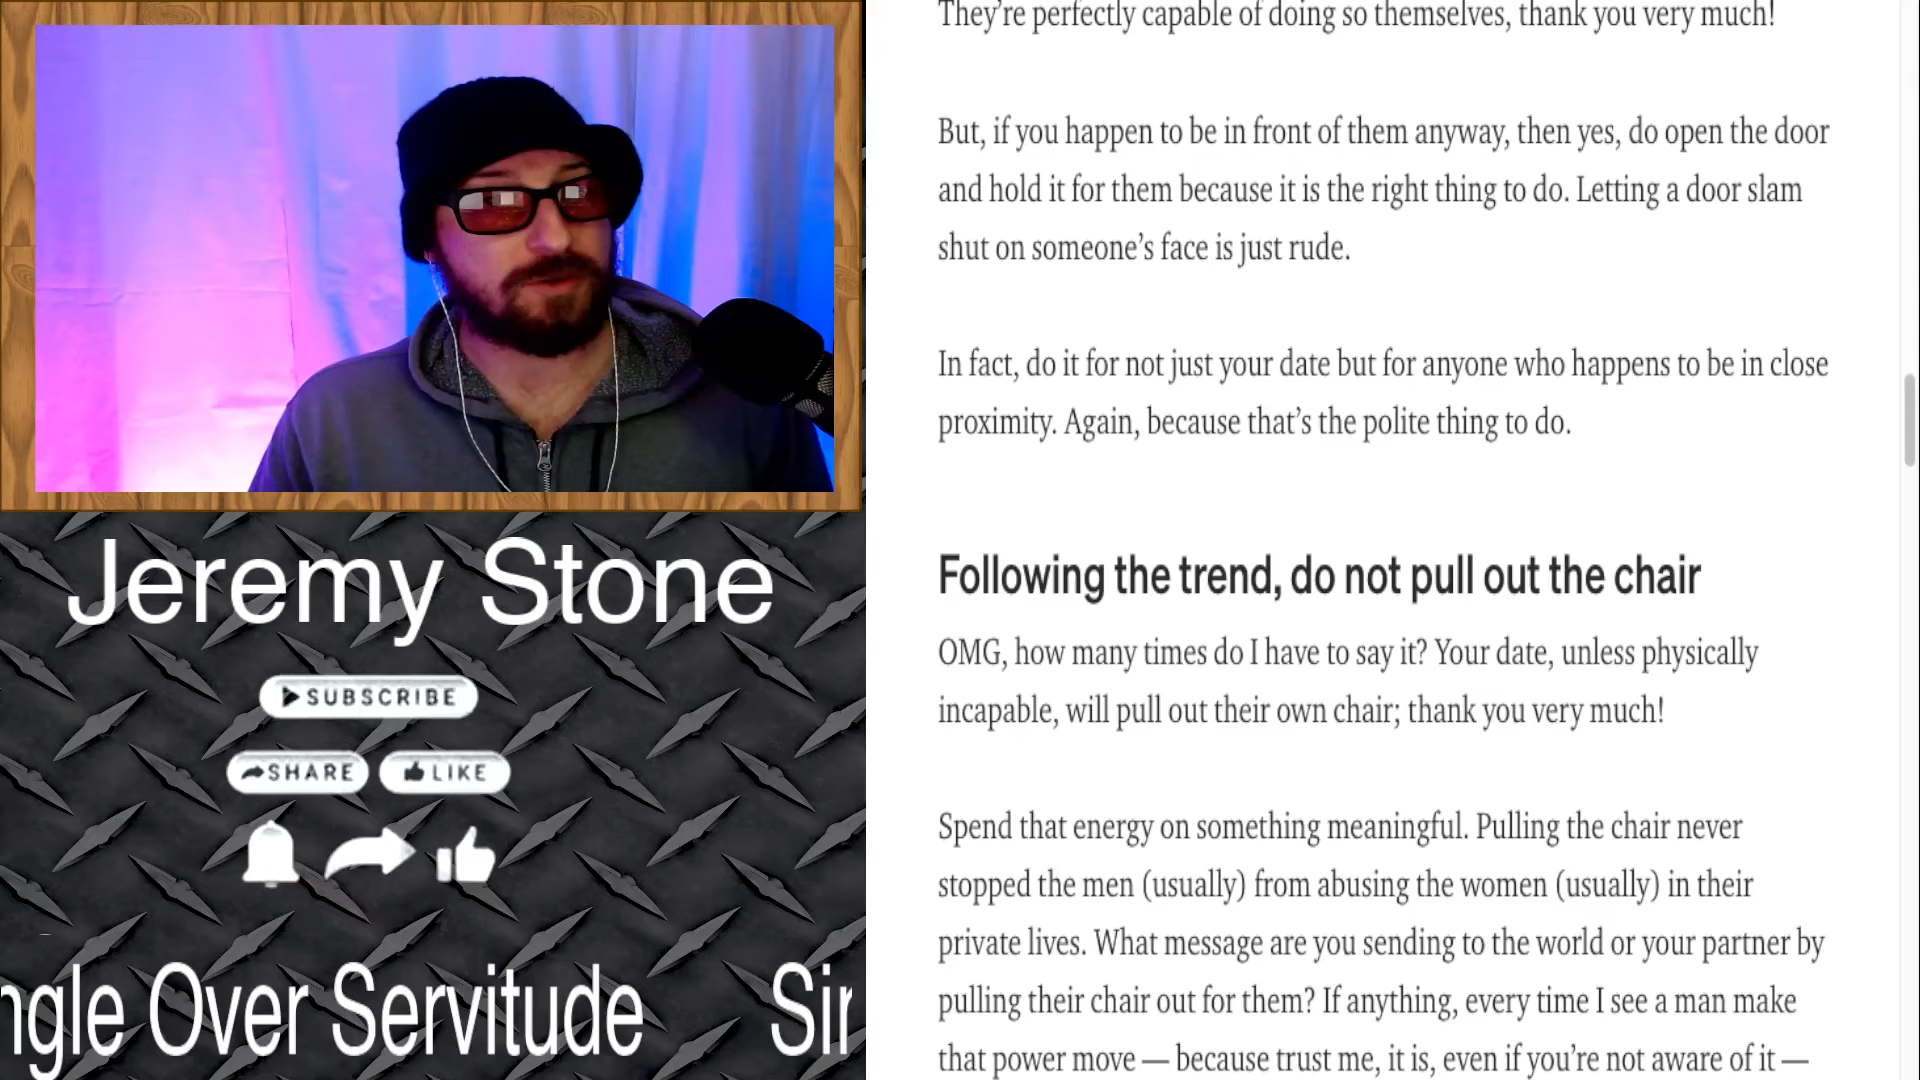 Jeremy Stone
SUBSCRIBE
SHARE
LIKE
ngle Over Servitude Sin
They're perfectly capable of doing so themselves, thank you very much!
But, if you happen to be in front of them anyway, then yes, do open the door
and hold it for them because it is the right thing to do. Letting a door slam
shut on someone's face is just rude.
In fact, do it for not just your date but for anyone who happens to be in close
proximity. Again, because that's the polite thing to do.
Following the trend, do not pull out the chair
OMG, how many times do I have to say it? Your date, unless physically
incapable, will pull out their own chair; thank you very much!
Spend that energy on something meaningful. Pulling the chair never
stopped the men (usually) from abusing the women (usually) in their
private lives. What message are you sending to the world or your partner by
pulling their chair out for them? If anything, every time I see a man make
that power move — because trust me, it is, even if you're not aware of it —